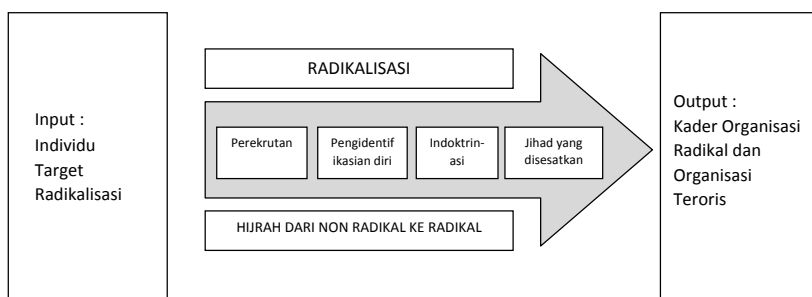 Input :
Individu
Target
Radikalisasi
RADIKALISASI
Perekrutan
Pengidentif
ikasian diri
Indoktrin-
asi
Jihad yang
disesatkan
HIJRAH DARI NON RADIKAL KE RADIKAL
Output :
Kader Organisasi
Radikal dan
Organisasi
Teroris